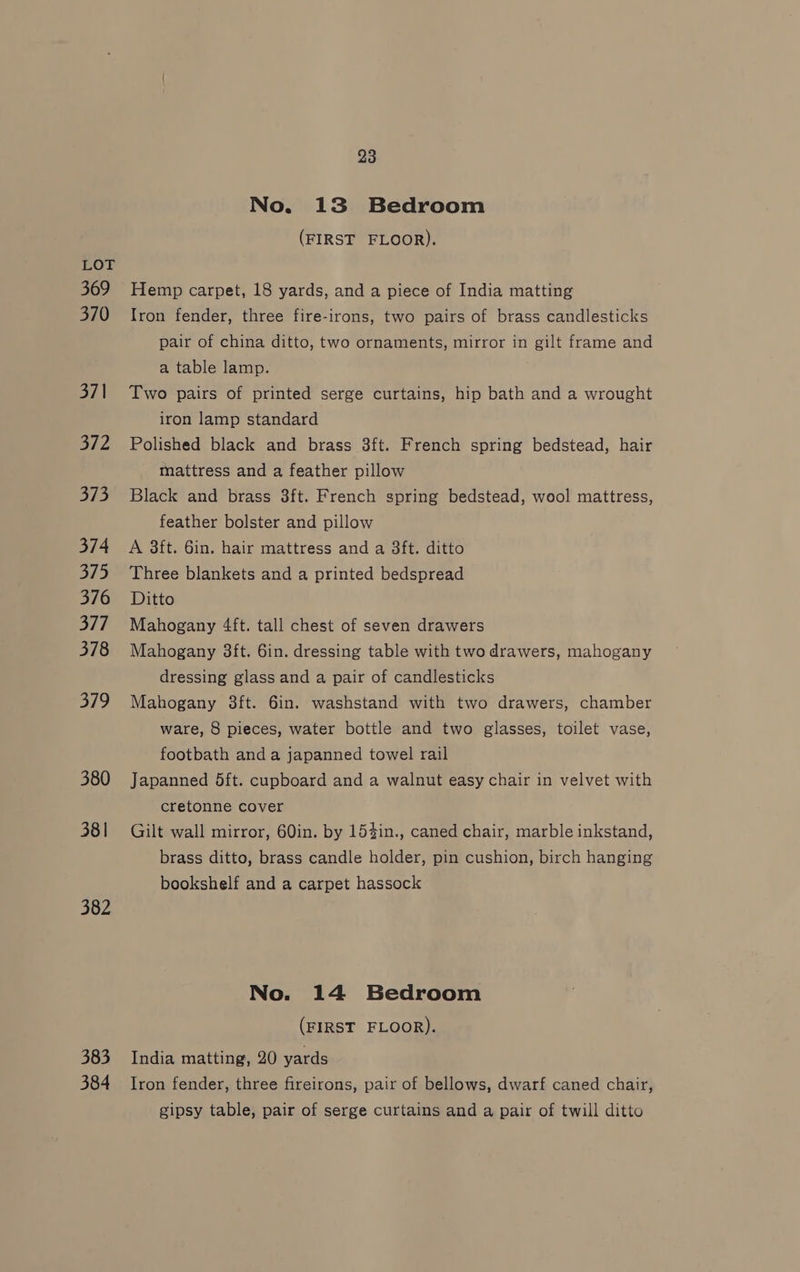 23
No. 13 Bedroom
(FIRST FLOOR).
LOT
369 Hemp carpet, 18 yards, and a piece of India matting
370 Iron fender, three fire-irons, two pairs of brass candlesticks
pair of china ditto, two ornaments, mirror in gilt frame and
a table lamp.
371 Two pairs of printed serge curtains, hip bath and a wrought
iron lamp standard
372 Polished black and brass 3ft. French spring bedstead, hair
mattress and a feather pillow
373 Black and brass 3ft. French spring bedstead, wool mattress,
feather bolster and pillow
374 A 3ft. 6in. hair mattress and a 3ft. ditto
375 Three blankets and a printed bedspread
376 Ditto
377 Mahogany 4ft. tall chest of seven drawers
378 Mahogany 3ft. 6in. dressing table with two drawers, mahogany
dressing glass and a pair of candlesticks
379 Mahogany 3ft. 6in. washstand with two drawers, chamber
ware, 8 pieces, water bottle and two glasses, toilet vase,
footbath and a japanned towel rail
380 Japanned 5ft. cupboard and a walnut easy chair in velvet with
cretonne cover
381 Gilt wall mirror, 60in. by caned chair, marble inkstand,
brass ditto, brass candle holder, pin cushion, birch hanging
bookshelf and a carpet hassock
382
No. 14 Bedroom
(FIRST FLOOR).
383 India matting, 20 yards
384 Iron fender, three fireirons, pair of bellows, dwarf caned chair,
gipsy table, pair of serge curtains and a pair of twill ditto